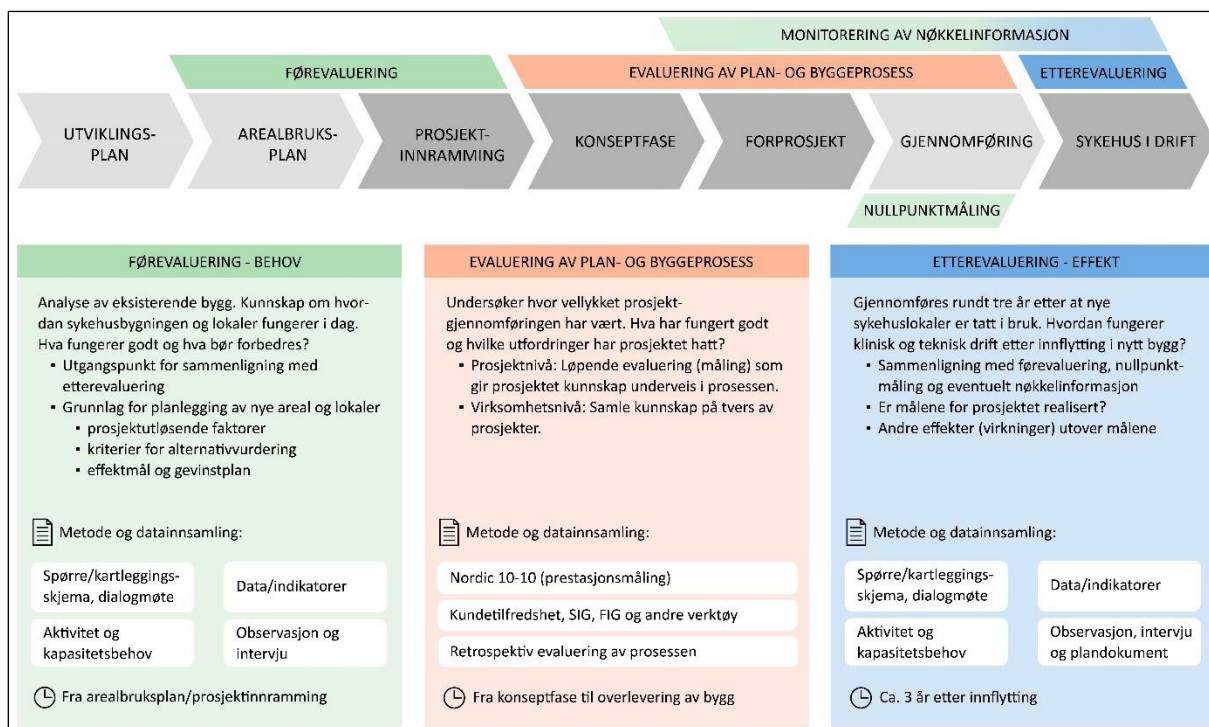 MONITORERING AV NØKKELINFORMASJON
FØREVALUERING
EVALUERING AV PLAN- OG BYGGEPROSESS
ETTEREVALUERING
UTVIKLINGS-
PLAN
AREALBRUKS-
PLAN
PROSJEKT-
INNRAMMING
KONSEPTFASE
FORPROSJEKT
GJENNOMFØRING
SYKEHUS I DRIFT
NULLPUNKTMÅLING
FØREVALUERING - BEHOV
Analyse av eksisterende bygg. Kunnskap om hvor-
dan sykehusbygningen og lokaler fungerer i dag.
Hva fungerer godt og hva bør forbedres?
▪ Utgangspunkt for sammenligning med
etterevaluering
▪ Grunnlag for planlegging av nye areal og lokaler
▪ prosjektutløsende faktorer
▪ kriterier for alternativvurdering
▪ effektmål og gevinstplan
Metode og datainnsamling:
Spørre/kartleggings-
skjema, dialogmøte
Data/indikatorer
Aktivitet og
kapasitetsbehov
Observasjon og
intervju
Fra arealbruksplan/prosjektinnramming
EVALUERING AV PLAN- OG BYGGEPROSESS
Undersøker hvor vellykket prosjekt-
gjennomføringen har vært. Hva har fungert godt
og hvilke utfordringer har prosjektet hatt?
▪ Prosjektnivå: Løpende evaluering (måling) som
gir prosjektet kunnskap underveis i prosessen.
▪ Virksomhetsnivå: Samle kunnskap på tvers av
prosjekter.
Metode og datainnsamling:
Nordic 10-10 (prestasjonsmåling)
Kundetilfredshet, SIG, FIG og andre verktøy
Retrospektiv evaluering av prosessen
Fra konseptfase til overlevering av bygg
ETTEREVALUERING - EFFEKT
Gjennomføres rundt tre år etter at nye
sykehuslokaler er tatt i bruk. Hvordan fungerer
klinisk og teknisk drift etter innflytting i nytt bygg?
▪ Sammenligning med førevaluering, nullpunkt-
måling og eventuelt nøkkelinformasjon
▪ Er målene for prosjektet realisert?
▪ Andre effekter (virkninger) utover målene
Metode og datainnsamling:
Spørre/kartleggings-
skjema, dialogmøte
Data/indikatorer
Aktivitet og
kapasitetsbehov
Observasjon, intervju
og plandokument
Ca. 3 år etter innflytting